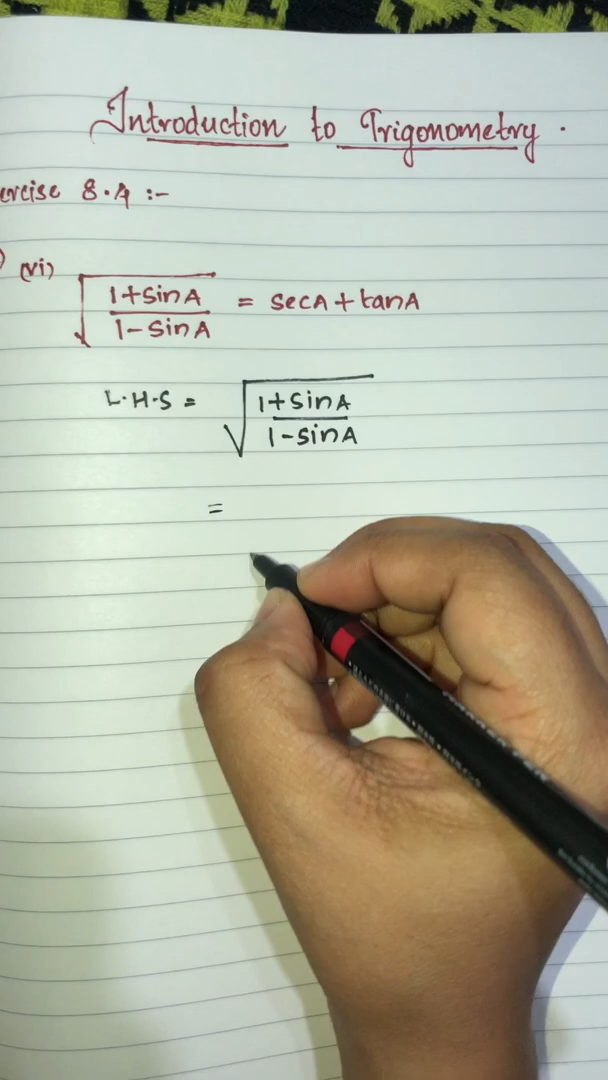 Introduction to Trigonometry.
ercise 8.4 :-
(vi) √(1+sinA / 1-sinA) = secA + tanA
L.H.S = √(1+sinA / 1-sinA)
=